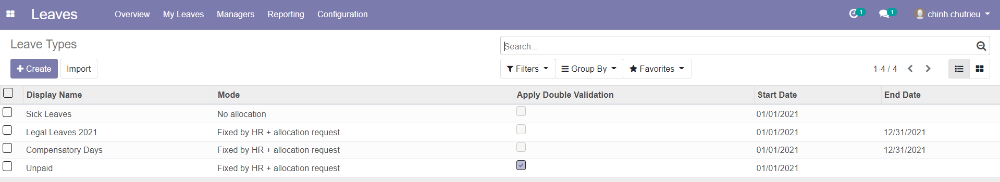 Leaves Overview My Leaves Managers Reporting Configuration 1 1 chinh.chutrieu
Leave Types Search...
Create Import Filters Group By Favorites 1-4 / 4
Display Name Mode Apply Double Validation Start Date End Date
Sick Leaves No allocation 01/01/2021
Legal Leaves 2021 Fixed by HR + allocation request 01/01/2021 12/31/2021
Compensatory Days Fixed by HR + allocation request 01/01/2021 12/31/2021
Unpaid Fixed by HR + allocation request 01/01/2021